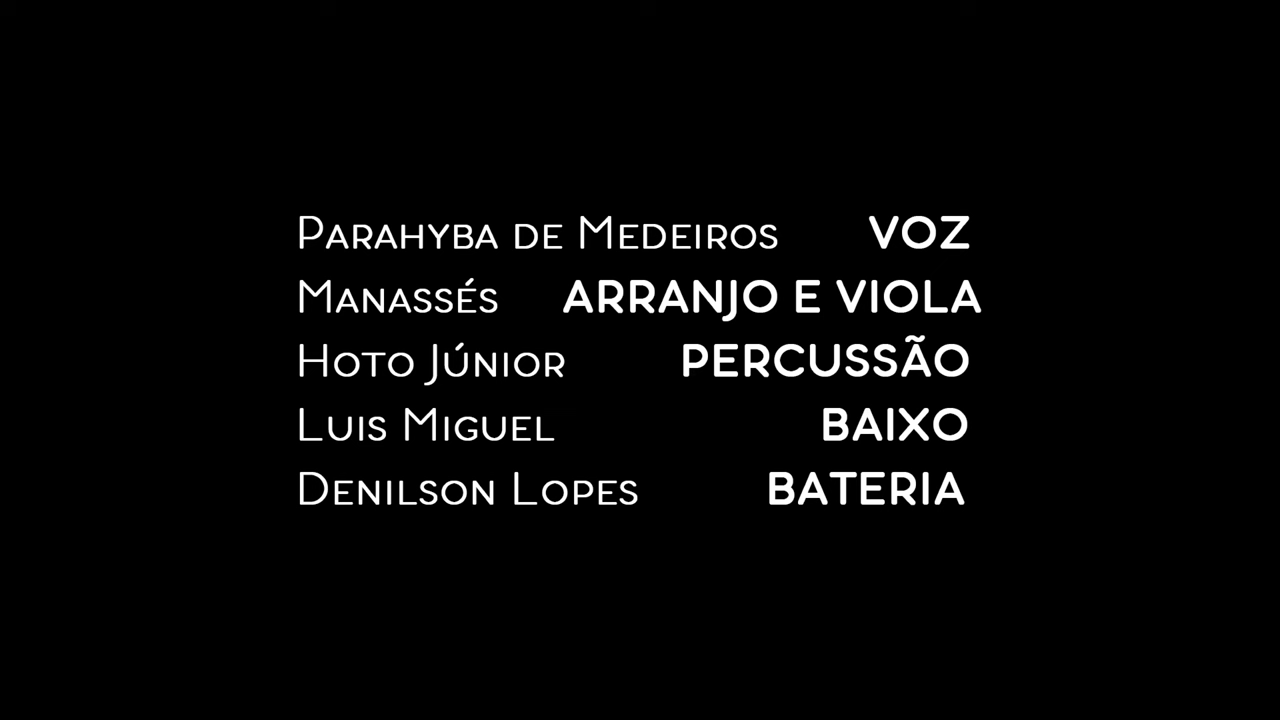 Parahyba de Medeiros VOZ
Manassés ARRANJO E VIOLA
Hoto Júnior PERCUSSÃO
Luis Miguel BAIXO
Denilson Lopes BATERIA